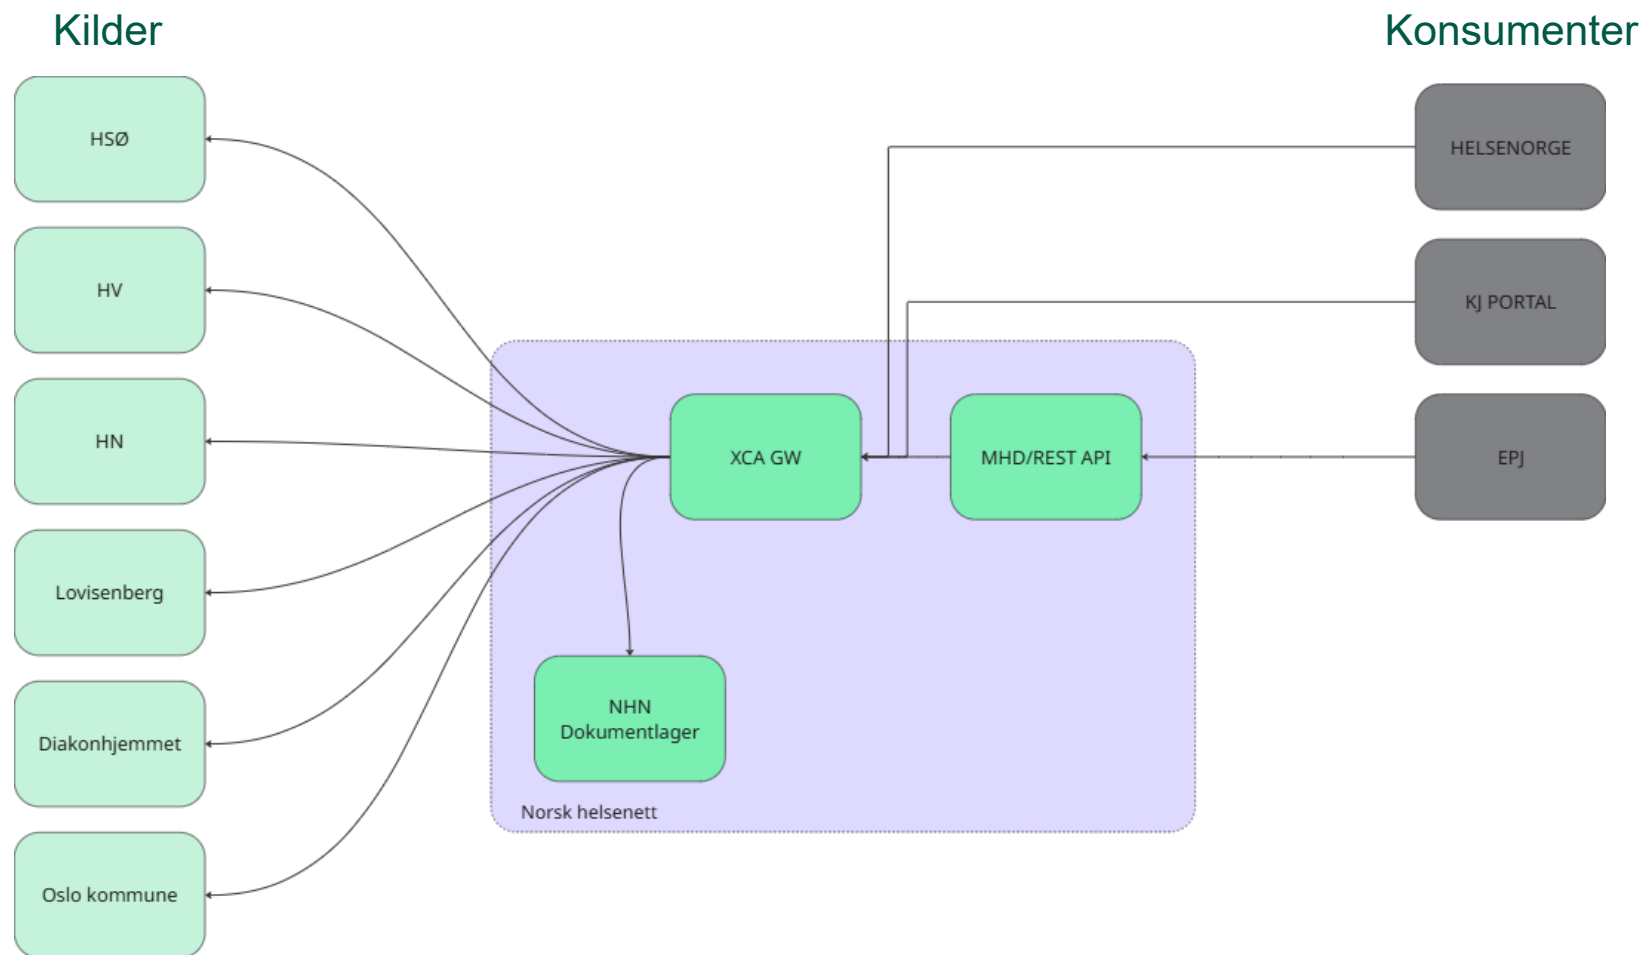 Kilder
Konsumenter
HSØ
HV
HN
Lovisenberg
Diakonhjemmet
Oslo kommune
XCA GW
MHD/REST API
NHN
Dokumentlager
Norsk helsenett
HELSENORGE
KJ PORTAL
EPJ